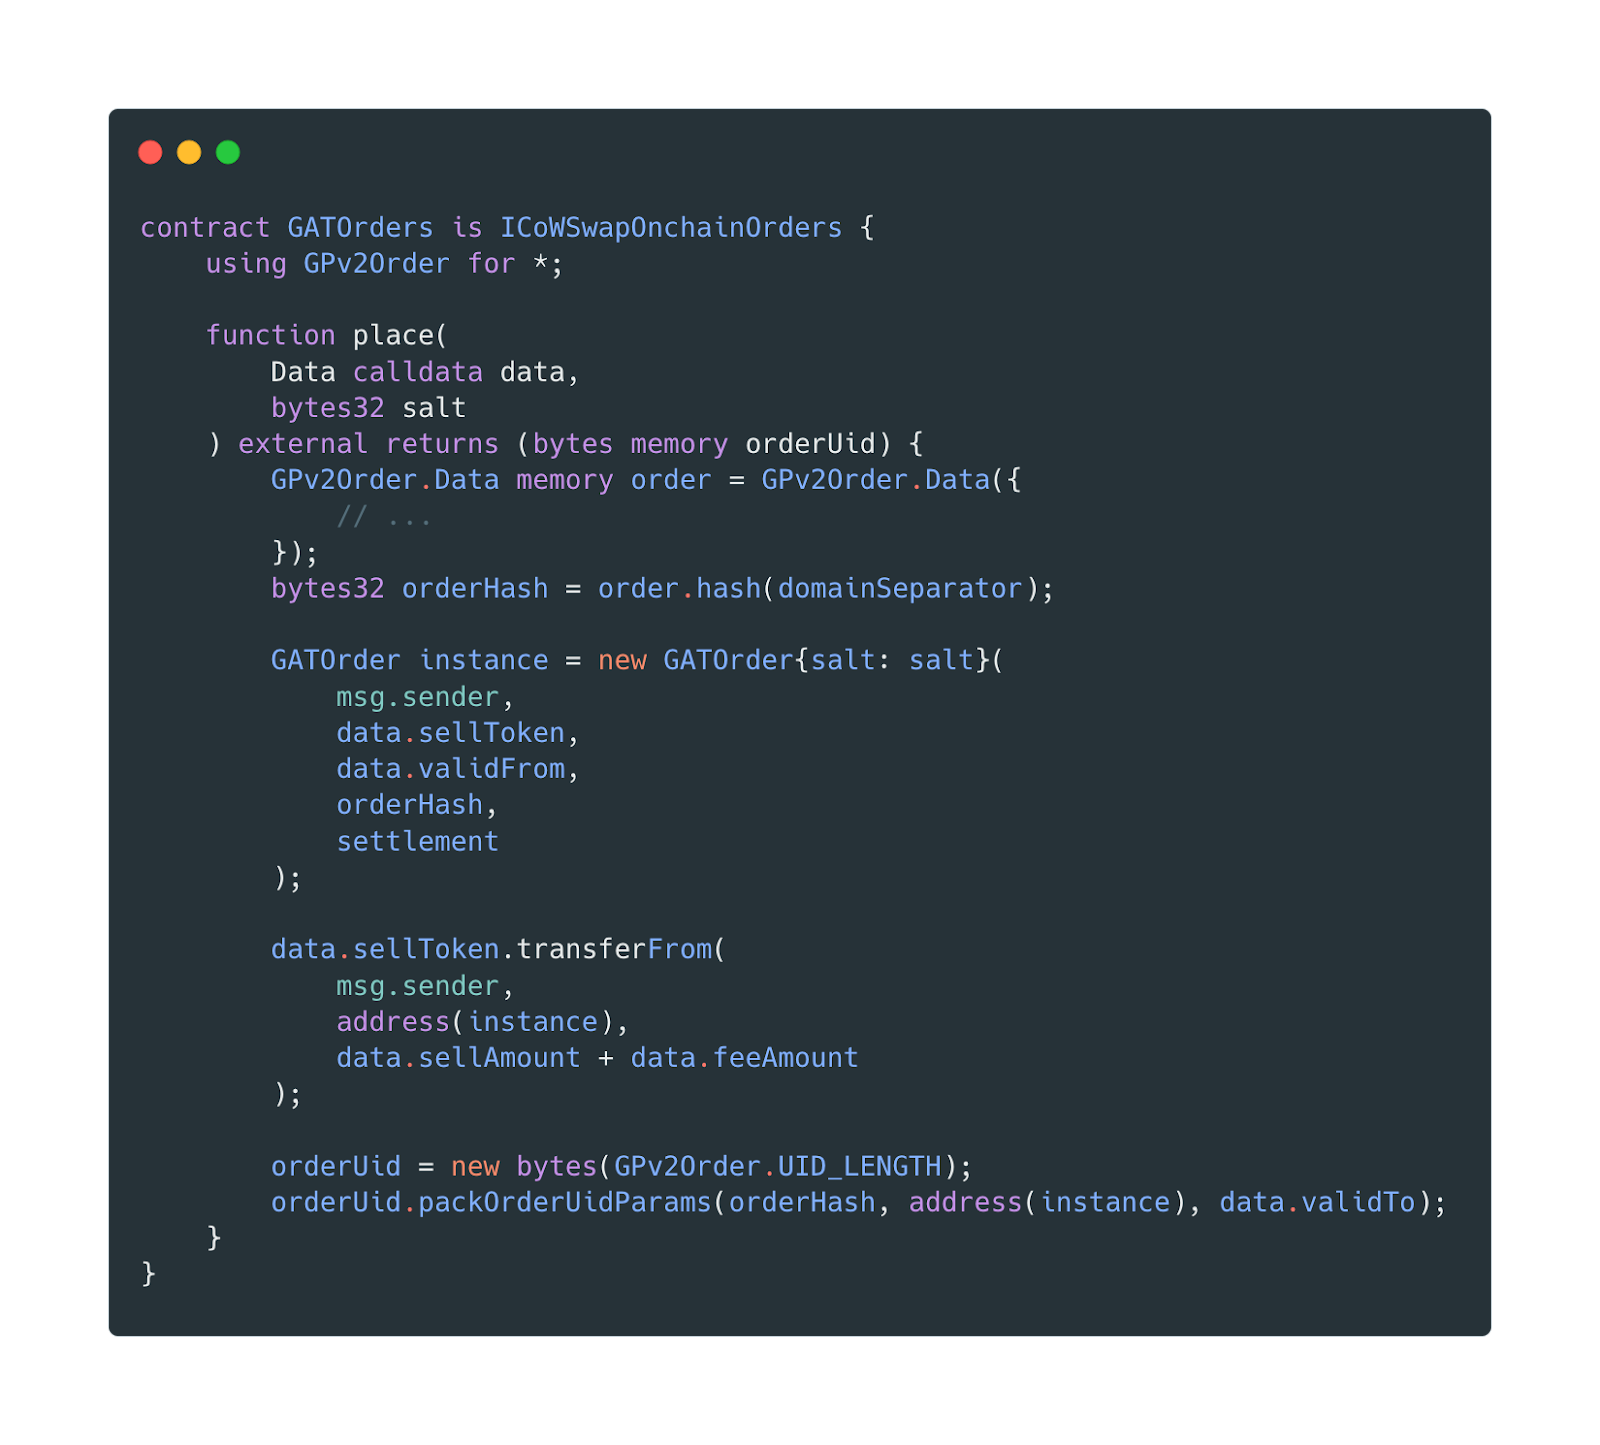 contract GATOrders is ICoWSwapOnchainOrders {
    using GPv2Order for *;

    function place(
        Data calldata data,
        bytes32 salt
    ) external returns (bytes memory orderUid) {
        GPv2Order.Data memory order = GPv2Order.Data({
            // ...
        });
        bytes32 orderHash = order.hash(domainSeparator);

        GATOrder instance = new GATOrder{salt: salt}(
            msg.sender,
            data.sellToken,
            data.validFrom,
            orderHash,
            settlement
        );

        data.sellToken.transferFrom(
            msg.sender,
            address(instance),
            data.sellAmount + data.feeAmount
        );

        orderUid = new bytes(GPv2Order.UID_LENGTH);
        orderUid.packOrderUidParams(orderHash, address(instance), data.validTo);
    }
}